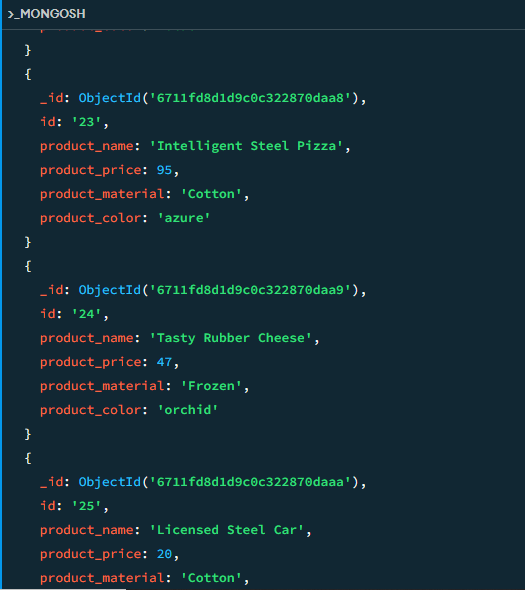 >_MONGOSH
}
{
_id: ObjectId('6711fd8d1d9c0c322870daa8'),
id: '23',
product_name: 'Intelligent Steel Pizza',
product_price: 95,
product_material: 'Cotton',
product_color: 'azure'
}
{
_id: ObjectId('6711fd8d1d9c0c322870daa9'),
id: '24',
product_name: 'Tasty Rubber Cheese',
product_price: 47,
product_material: 'Frozen',
product_color: 'orchid'
}
{
_id: ObjectId('6711fd8d1d9c0c322870daaa'),
id: '25',
product_name: 'Licensed Steel Car',
product_price: 20,
product_material: 'Cotton',